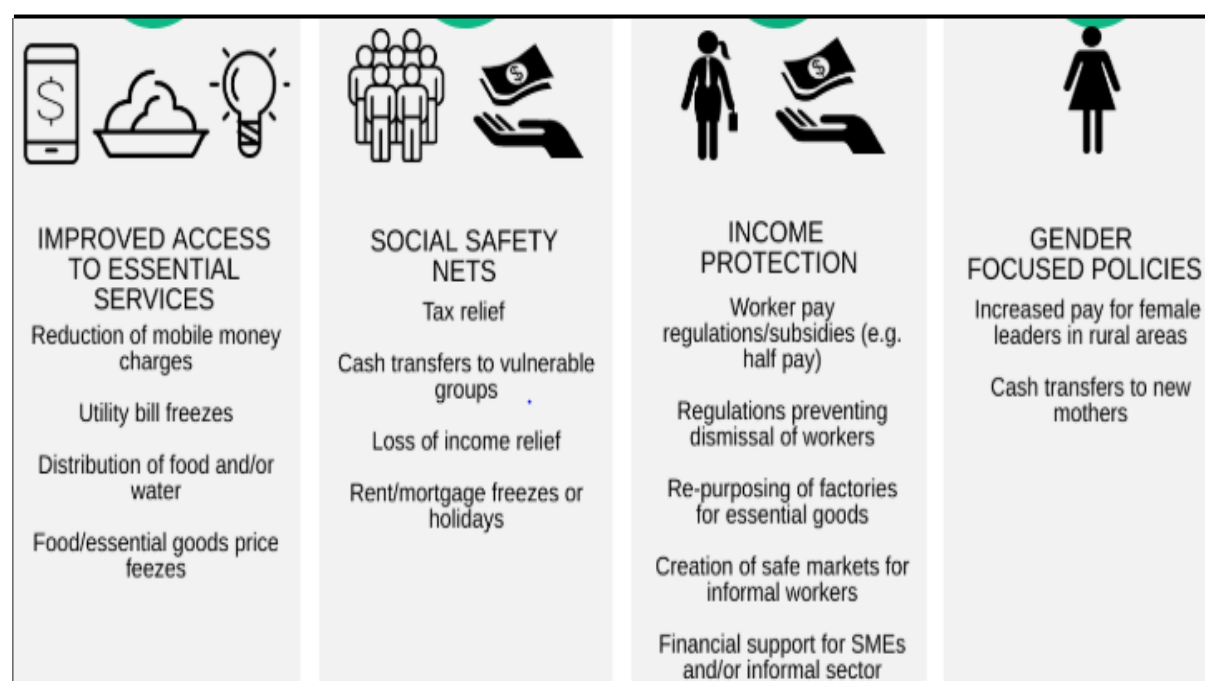 $
$
$
IMPROVED ACCESS
TO ESSENTIAL
SERVICES
Reduction of mobile money
charges
Utility bill freezes
Distribution of food and/or
water
Food/essential goods price
feezes
SOCIAL SAFETY
NETS
Tax relief
Cash transfers to vulnerable
groups
Loss of income relief
Rent/mortgage freezes or
holidays
INCOME
PROTECTION
Worker pay
regulations/subsidies (e.g.
half pay)
Regulations preventing
dismissal of workers
Re-purposing of factories
for essential goods
Creation of safe markets for
informal workers
Financial support for SMEs
and/or informal sector
GENDER
FOCUSED POLICIES
Increased pay for female
leaders in rural areas
Cash transfers to new
mothers